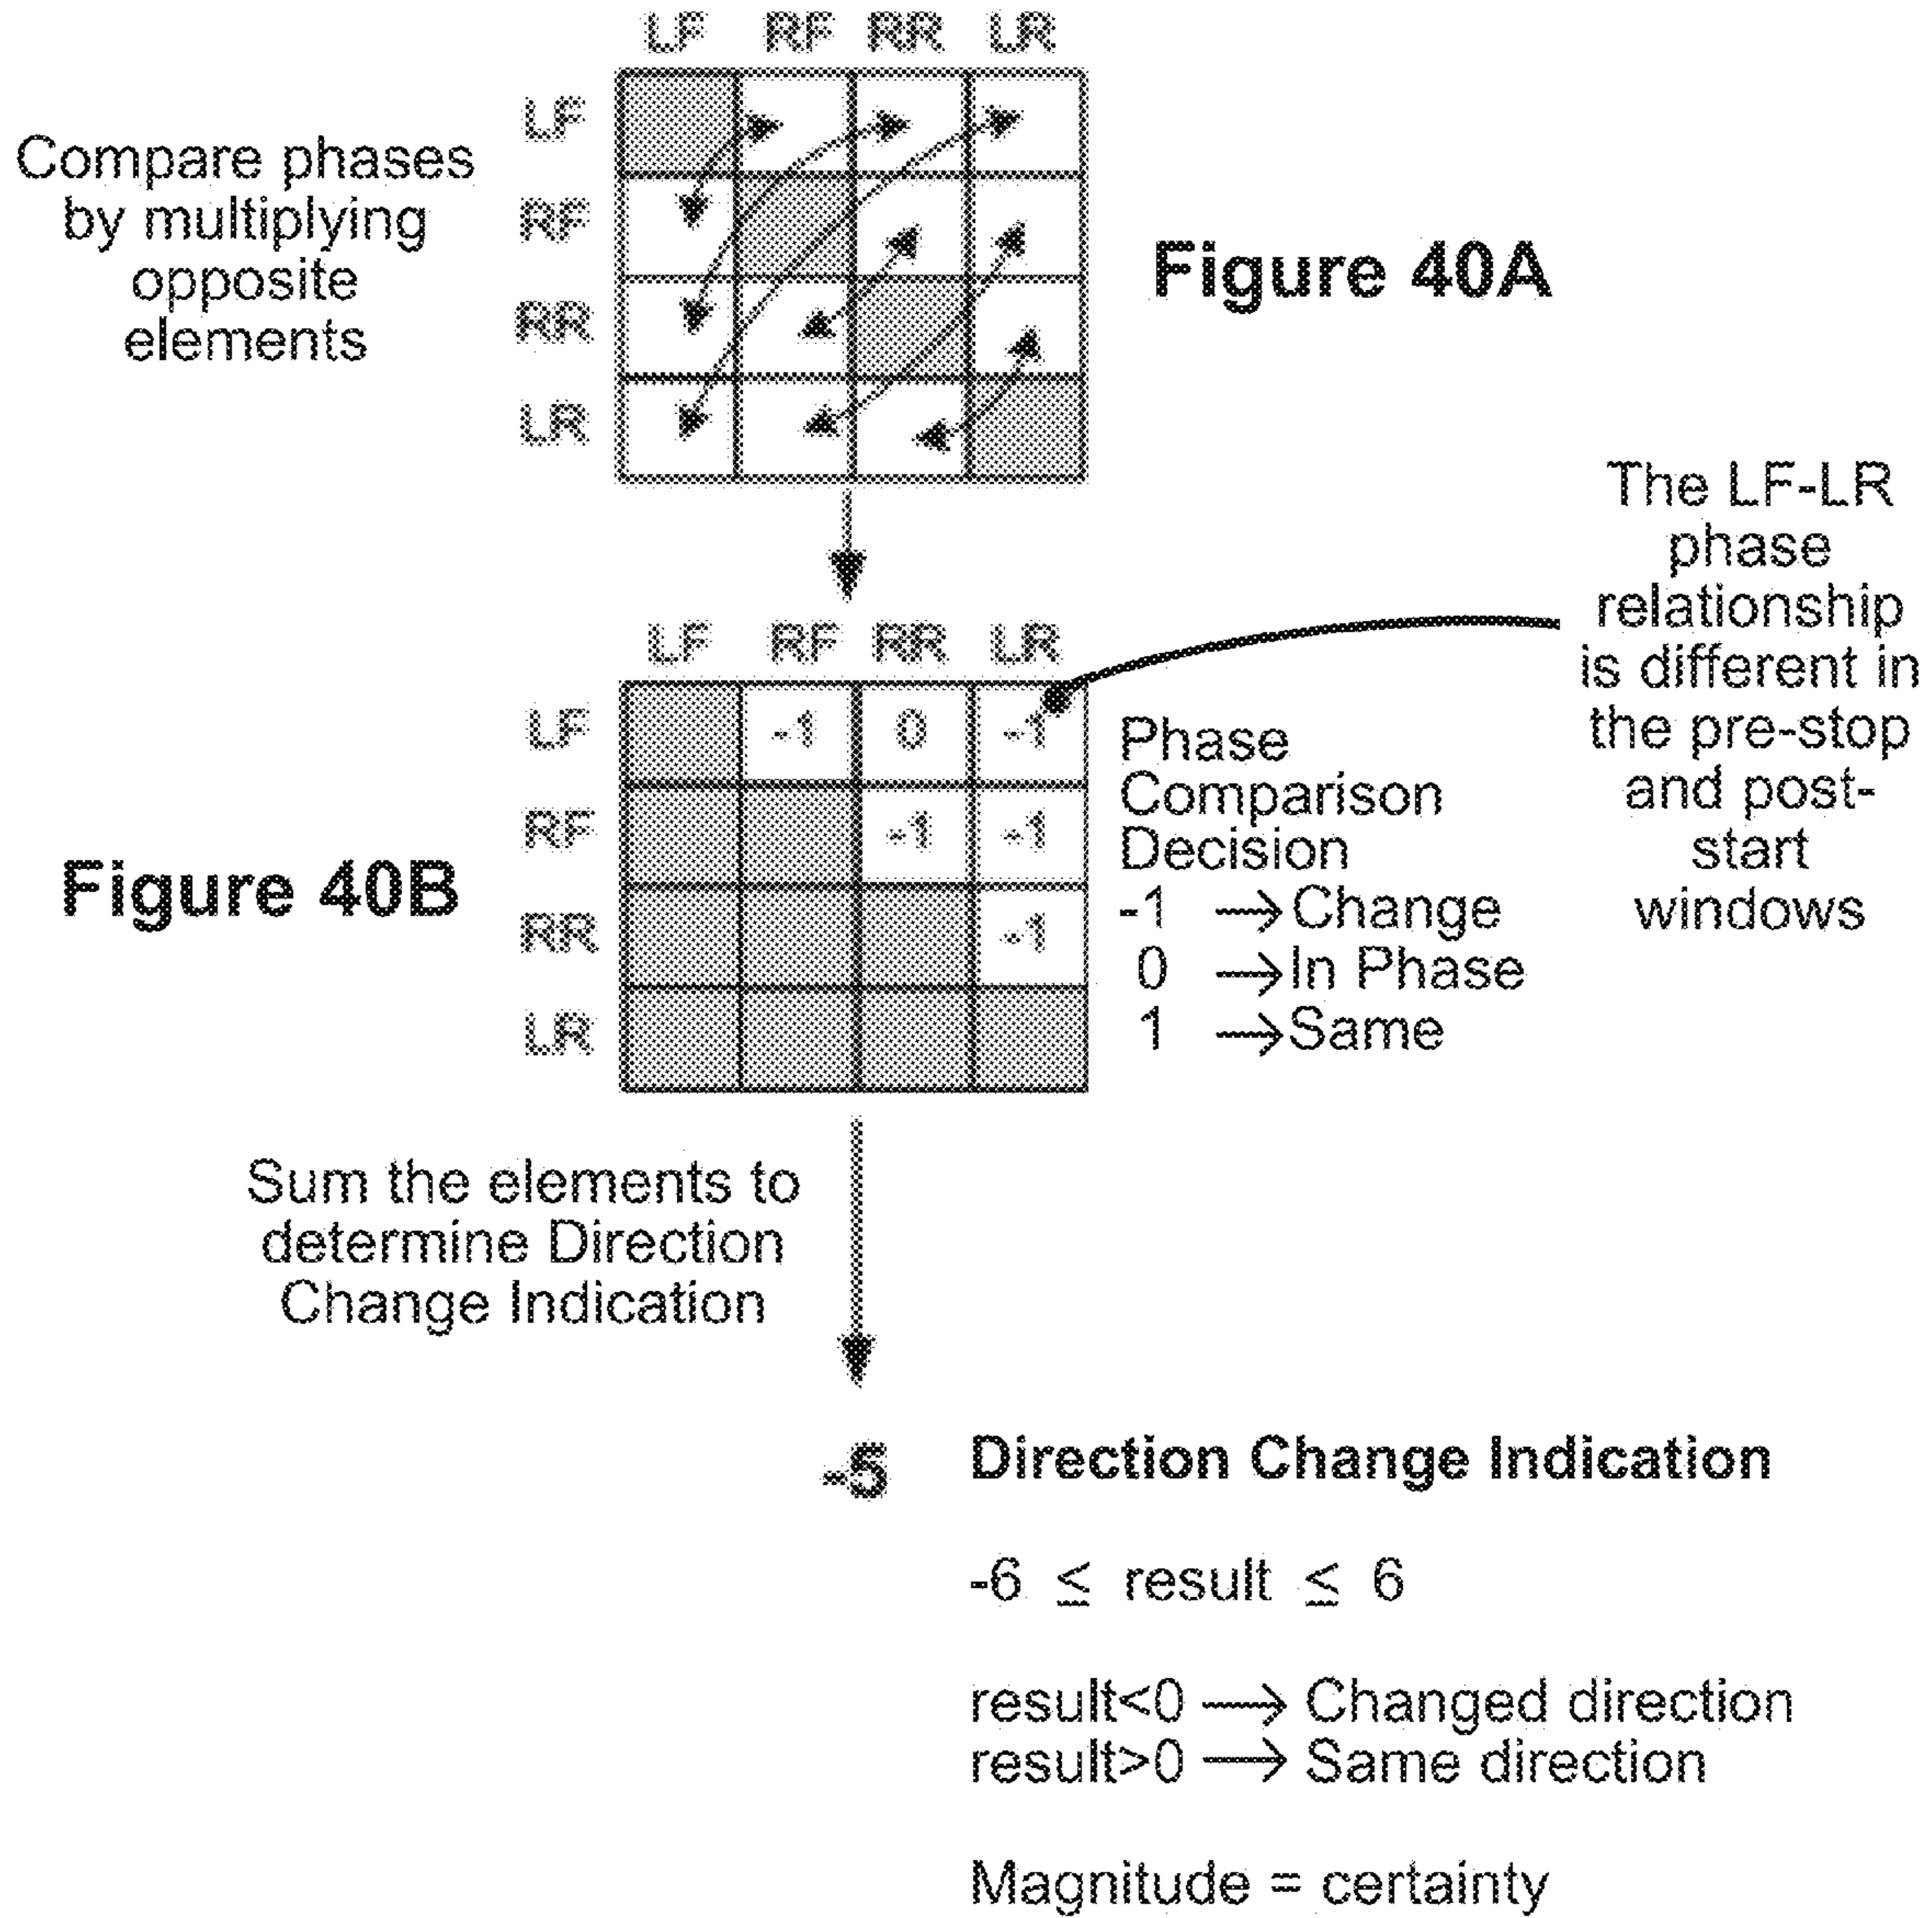 LF RF RR LR
LF
RF
RR
LR
Compare phases
by multiplying
opposite
elements
Figure 40A
The LF-LR
phase
relationship
is different in
the pre-stop
and post-
start
windows
LF RF RR LR
LF -1 0 -1
RF -1 -1
RR -1
LR
Figure 40B
Phase
Comparison
Decision
-1 → Change
0 → In Phase
1 → Same
Sum the elements to
determine Direction
Change Indication
-5 Direction Change Indication
-6 ≤ result ≤ 6
result<0 → Changed direction
result>0 → Same direction
Magnitude = certainty